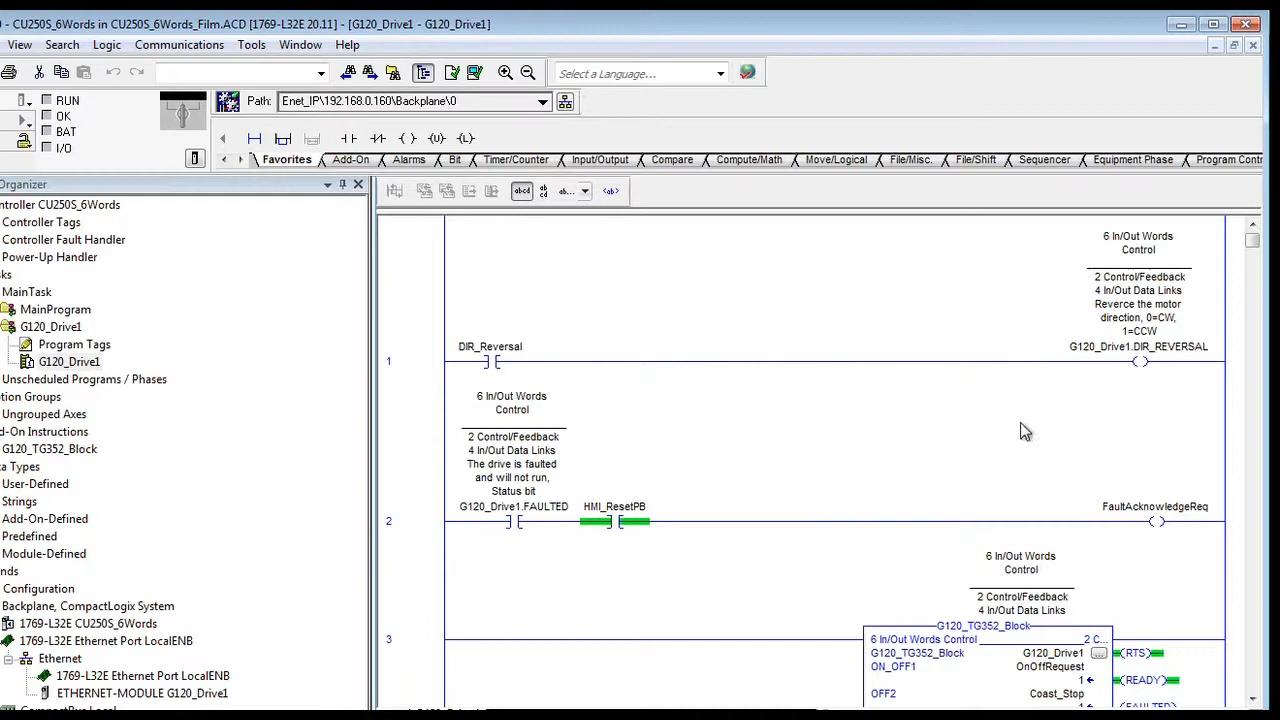 - CU250S_6Words in CU250S_6Words_Film.ACD [1769-L32E 20.11] - [G120_Drive1 - G120_Drive1]
View Search Logic Communications Tools Window Help
Select a Language...
RUN
OK
BAT
I/O
Path: Enet_IP\192.168.0.160\Backplane\0
Favorites Add-On Alarms Bit Timer/Counter Input/Output Compare Compute/Math Move/Logical File/Misc. File/Shift Sequencer Equipment Phase Program Contr
Organizer
ntroller CU250S_6Words
Controller Tags
Controller Fault Handler
Power-Up Handler
sks
MainTask
MainProgram
G120_Drive1
Program Tags
G120_Drive1
Unscheduled Programs / Phases
otion Groups
Ungrouped Axes
d-On Instructions
G120_TG352_Block
ta Types
User-Defined
Strings
Add-On-Defined
Predefined
Module-Defined
nds
Configuration
Backplane, CompactLogix System
1769-L32E CU250S_6Words
1769-L32E Ethernet Port LocalENB
Ethernet
1769-L32E Ethernet Port LocalENB
ETHERNET-MODULE G120_Drive1
CompactBus Local
6 In/Out Words
Control
2 Control/Feedback
4 In/Out Data Links
Reverce the motor
direction, 0=CW,
1=CCW
DIR_Reversal G120_Drive1.DIR_REVERSAL
1
6 In/Out Words
Control
2 Control/Feedback
4 In/Out Data Links
The drive is faulted
and will not run,
Status bit
G120_Drive1.FAULTED HMI_ResetPB FaultAcknowledgeReq
2
6 In/Out Words
Control
2 Control/Feedback
4 In/Out Data Links
G120_TG352_Block
3 6 In/Out Words Control 2 C...
G120_TG352_Block G120_Drive1 ... RTS
ON_OFF1 OnOffRequest
1 READY
OFF2 Coast_Stop
1 FAULTED